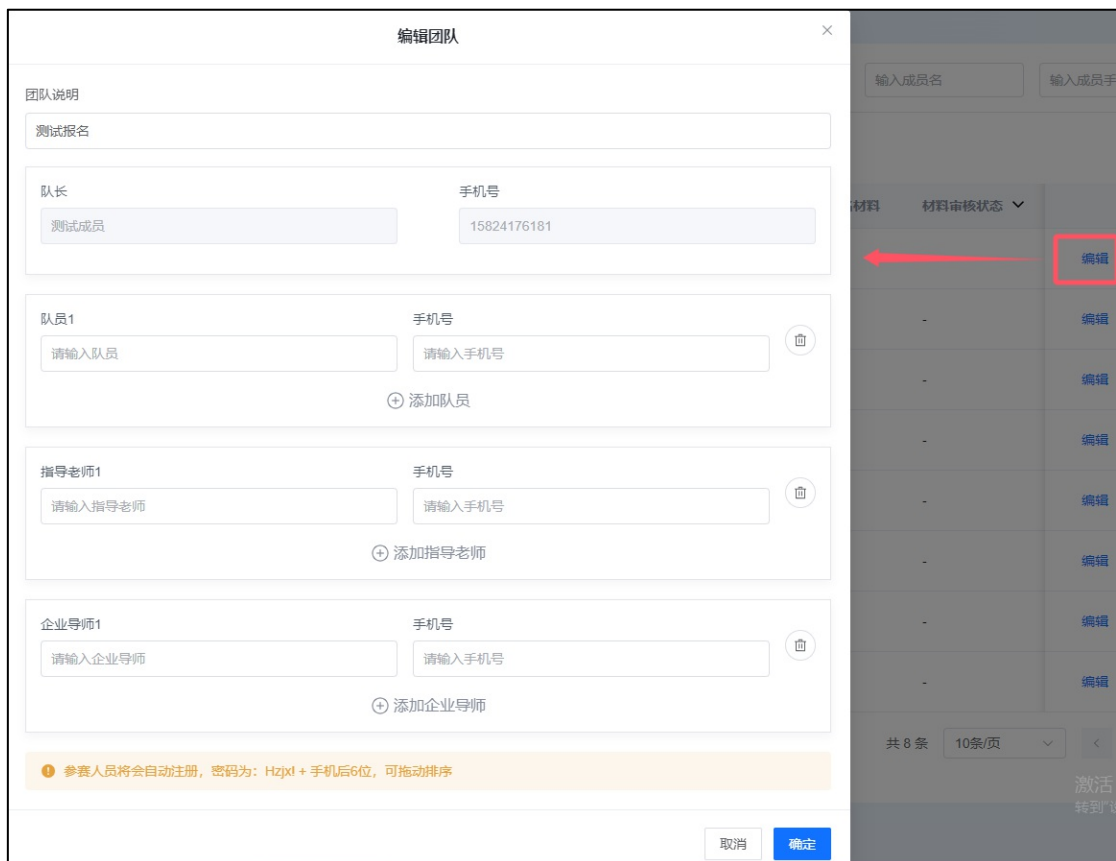 编辑团队
团队说明
测试报名
队长 手机号
测试成员 15824176181
队员1 手机号
请输入队员 请输入手机号
添加队员
指导老师1 手机号
请输入指导老师 请输入手机号
添加指导老师
企业导师1 手机号
请输入企业导师 请输入手机号
添加企业导师
参赛人员将会自动注册，密码为：Hzjx! + 手机后6位，可拖动排序
取消 确定
输入成员名 输入成员手
材料 材料审核状态
编辑
- 编辑
- 编辑
- 编辑
- 编辑
- 编辑
- 编辑
- 编辑
共 8 条 10条/页
激活
转到